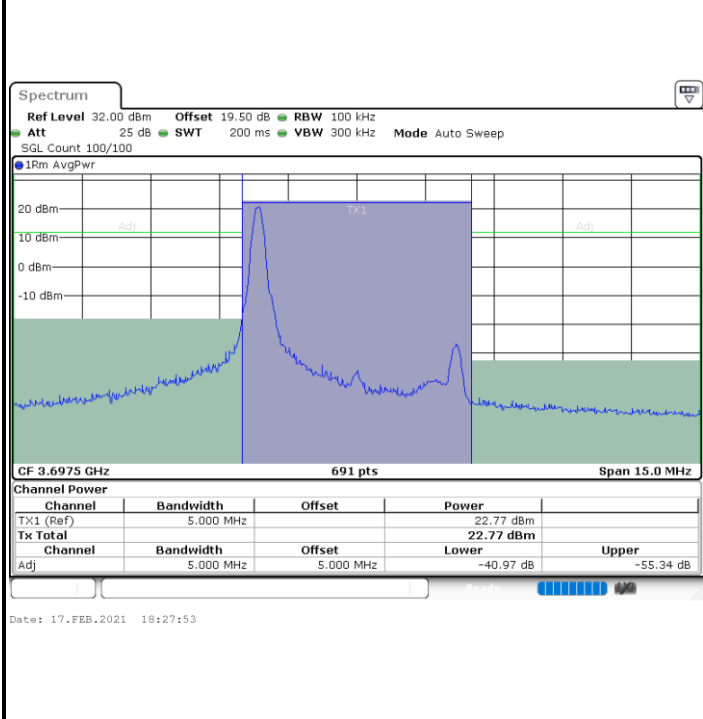 Spectrum
Ref Level 32.00 dBm Offset 19.50 dB RBW 100 kHz
Att 25 dB SWT 200 ms VBW 300 kHz Mode Auto Sweep
SGL Count 100/100
1Rm AvgPwr
20 dBm
TX1
Adj
Adj
10 dBm
0 dBm
-10 dBm
CF 3.6975 GHz 691 pts Span 15.0 MHz
Channel Power
Channel Bandwidth Offset Power
TX1 (Ref) 5.000 MHz 22.77 dBm
Tx Total 22.77 dBm
Channel Bandwidth Offset Lower Upper
Adj 5.000 MHz 5.000 MHz -40.97 dB -55.34 dB
Ready
Date: 17.FEB.2021 18:27:53